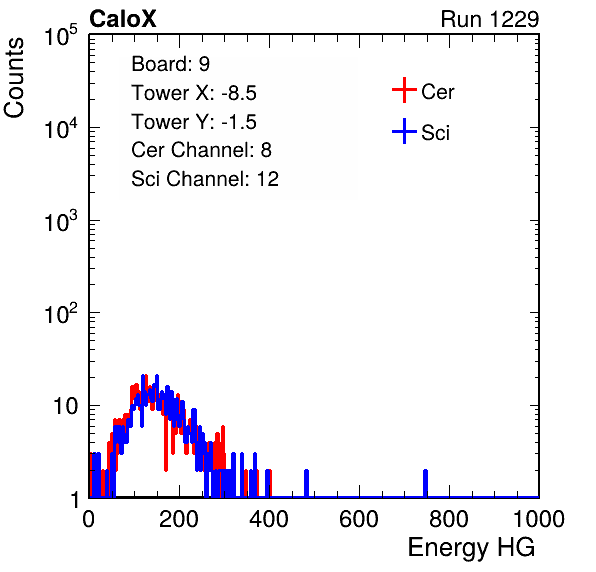 CaloX Run 1229
Counts
Board: 9
Tower X: -8.5
Tower Y: -1.5
Cer Channel: 8
Sci Channel: 12
Cer
Sci
10^5
10^4
10^3
10^2
10
1
0 200 400 600 800 1000
Energy HG